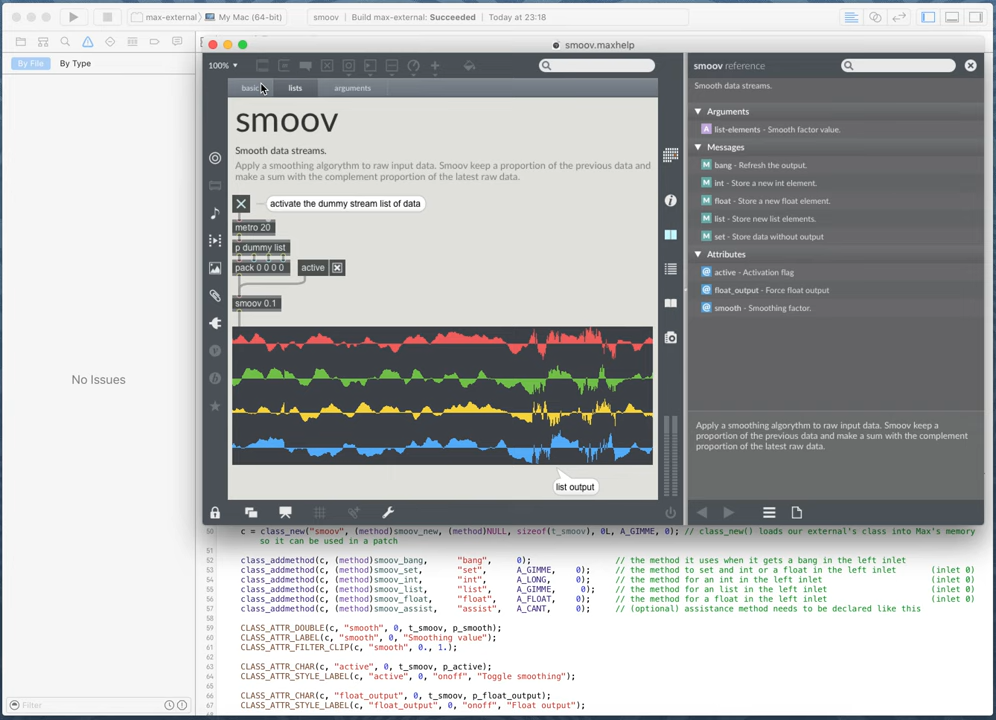 max-external 〉 My Mac (64-bit)
smoov | Build max-external: Succeeded | Today at 23:18
By File By Type
No Issues
Filter
smoov.maxhelp
100%
basic lists arguments
smoov
Smooth data streams.
Apply a smoothing algorythm to raw input data. Smoov keep a proportion of the previous data and
make a sum with the complement proportion of the latest raw data.
activate the dummy stream list of data
metro 20
p dummy list
pack 0 0 0 0 active
smoov 0.1
list output
smoov reference
Smooth data streams.
Arguments
A list-elements - Smooth factor value.
Messages
M bang - Refresh the output.
M int - Store a new int element.
M float - Store a new float element.
M list - Store new list elements.
M set - Store data without output
Attributes
@ active - Activation flag
@ float_output - Force float output
@ smooth - Smoothing factor.
Apply a smoothing algorythm to raw input data. Smoov keep a
proportion of the previous data and make a sum with the complement
proportion of the latest raw data.
50 c = class_new("smoov", (method)smoov_new, (method)NULL, sizeof(t_smoov), 0L, A_GIMME, 0); // class_new() loads our external's class into Max's memory
so it can be used in a patch
51
52 class_addmethod(c, (method)smoov_bang, "bang", 0); // the method it uses when it gets a bang in the left inlet
53 class_addmethod(c, (method)smoov_set, "set", A_GIMME, 0); // the method to set and int or a float in the left inlet (inlet 0)
54 class_addmethod(c, (method)smoov_int, "int", A_LONG, 0); // the method for an int in the left inlet (inlet 0)
55 class_addmethod(c, (method)smoov_list, "list", A_GIMME, 0); // the method for an list in the left inlet (inlet 0)
56 class_addmethod(c, (method)smoov_float, "float", A_FLOAT, 0); // the method for a float in the left inlet (inlet 0)
57 class_addmethod(c, (method)smoov_assist, "assist", A_CANT, 0); // (optional) assistance method needs to be declared like this
58
59 CLASS_ATTR_DOUBLE(c, "smooth", 0, t_smoov, p_smooth);
60 CLASS_ATTR_LABEL(c, "smooth", 0, "Smoothing value");
61 CLASS_ATTR_FILTER_CLIP(c, "smooth", 0., 1.);
62
63 CLASS_ATTR_CHAR(c, "active", 0, t_smoov, p_active);
64 CLASS_ATTR_STYLE_LABEL(c, "active", 0, "onoff", "Toggle smoothing");
65
66 CLASS_ATTR_CHAR(c, "float_output", 0, t_smoov, p_float_output);
67 CLASS_ATTR_STYLE_LABEL(c, "float_output", 0, "onoff", "Float output");